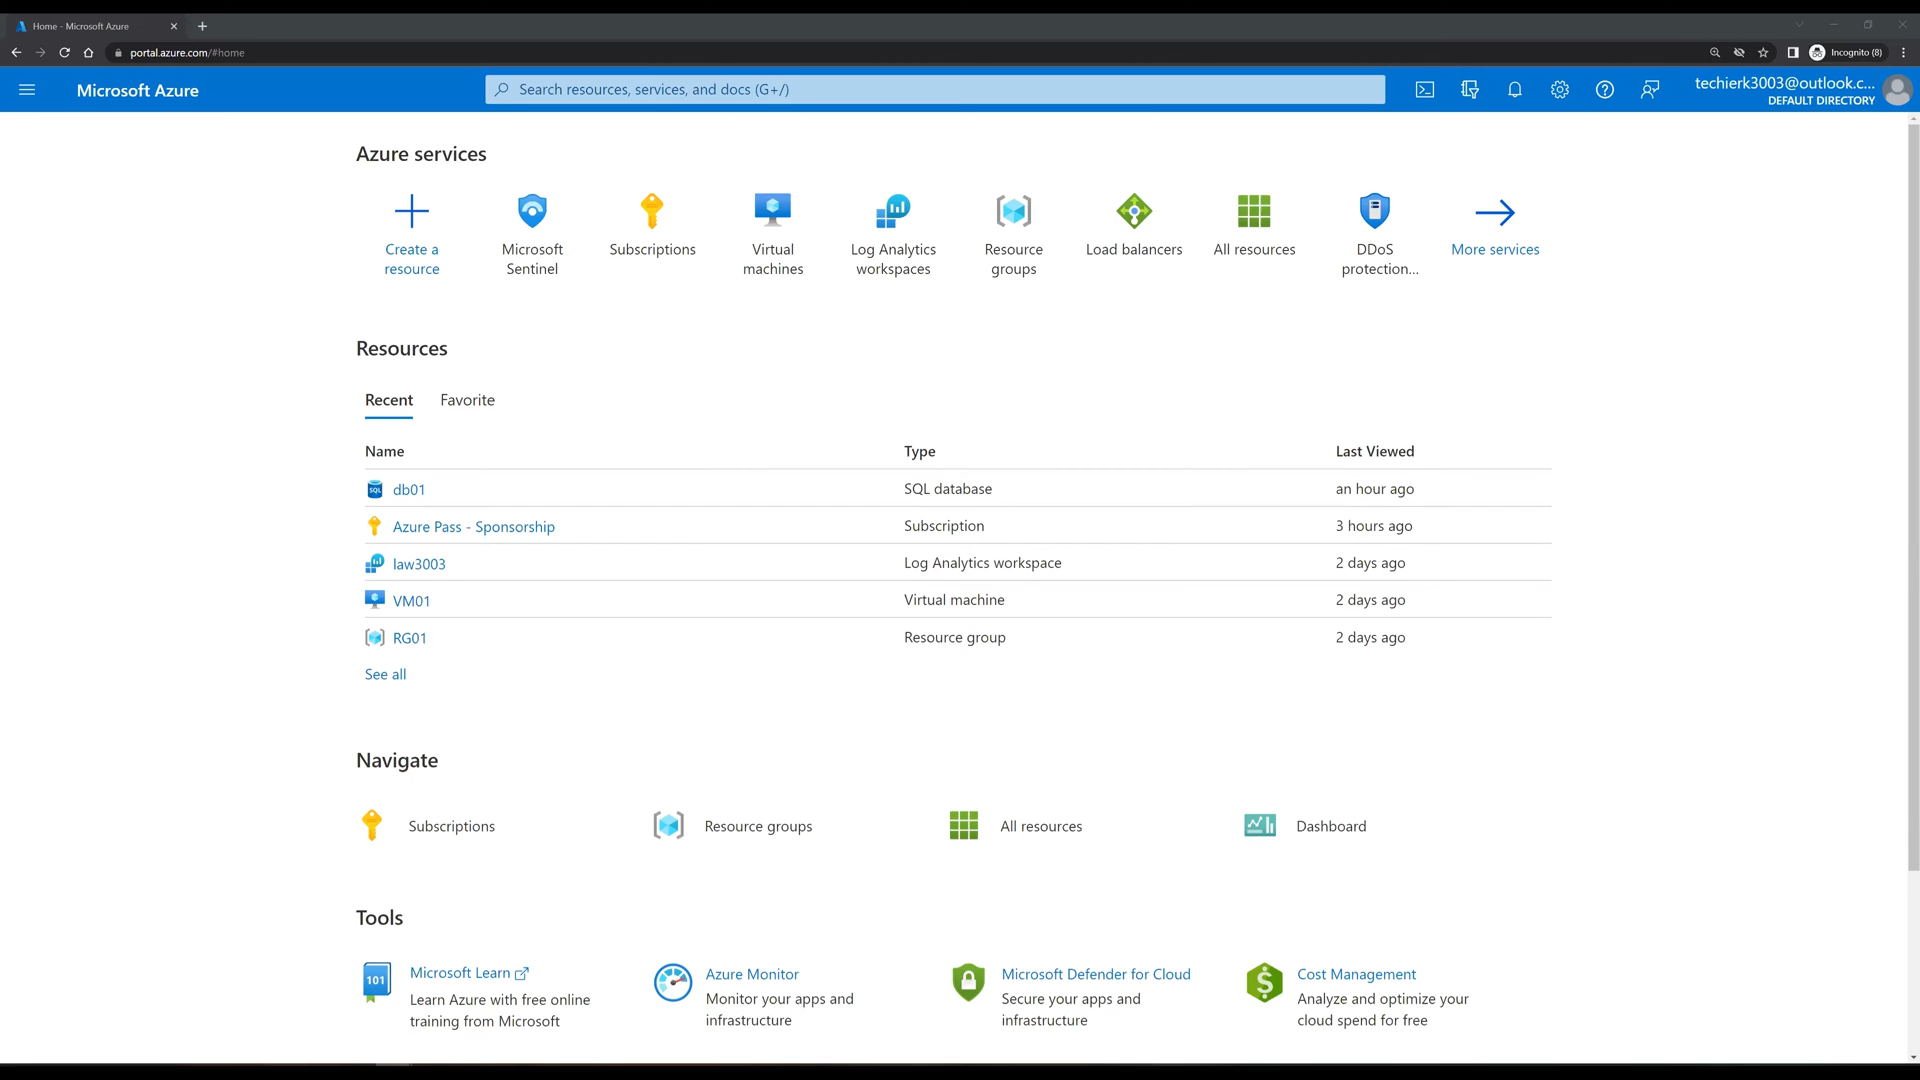 Home - Microsoft Azure
portal.azure.com/#home
Incognito (8)
Microsoft Azure
Search resources, services, and docs (G+/)
techierk3003@outlook.c...
DEFAULT DIRECTORY
Azure services
Create a resource
Microsoft Sentinel
Subscriptions
Virtual machines
Log Analytics workspaces
Resource groups
Load balancers
All resources
DDoS protection...
More services
Resources
Recent Favorite
Name Type Last Viewed
SQL db01 SQL database an hour ago
Azure Pass - Sponsorship Subscription 3 hours ago
law3003 Log Analytics workspace 2 days ago
VM01 Virtual machine 2 days ago
RG01 Resource group 2 days ago
See all
Navigate
Subscriptions Resource groups All resources Dashboard
Tools
101
Microsoft Learn
Learn Azure with free online
training from Microsoft
Azure Monitor
Monitor your apps and
infrastructure
Microsoft Defender for Cloud
Secure your apps and
infrastructure
Cost Management
Analyze and optimize your
cloud spend for free